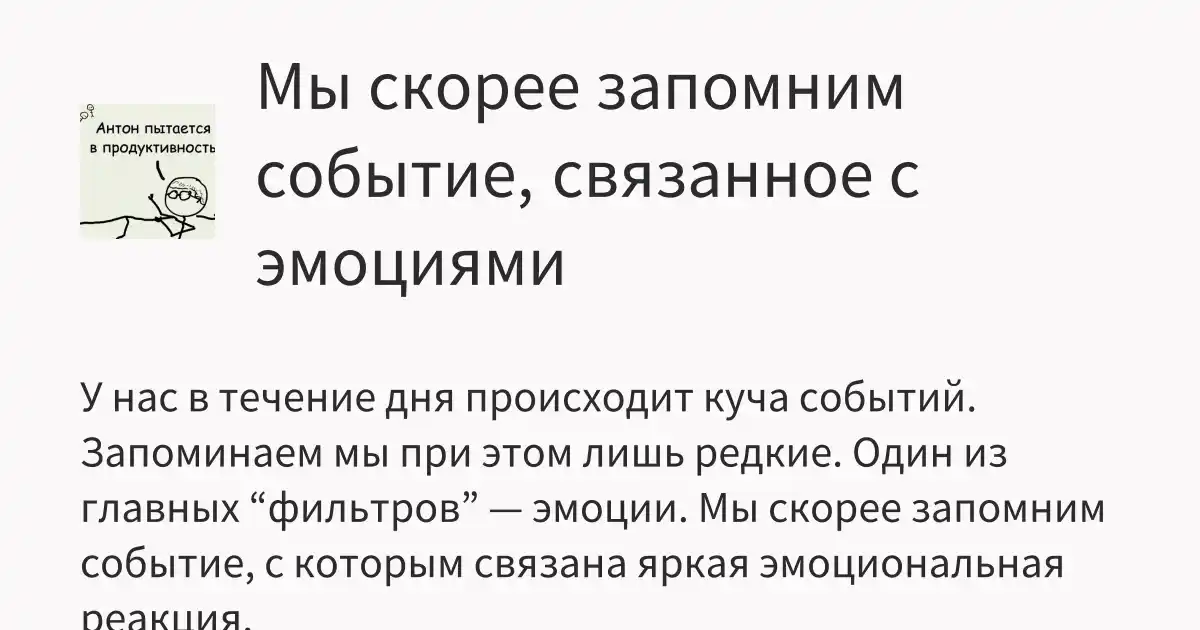 Мы скорее запомним
событие, связанное с
эмоциями
Антон пытается
в продуктивность
У нас в течение дня происходит куча событий.
Запоминаем мы при этом лишь редкие. Один из
главных “фильтров” — эмоции. Мы скорее запомним
событие, с которым связана яркая эмоциональная
реакция.